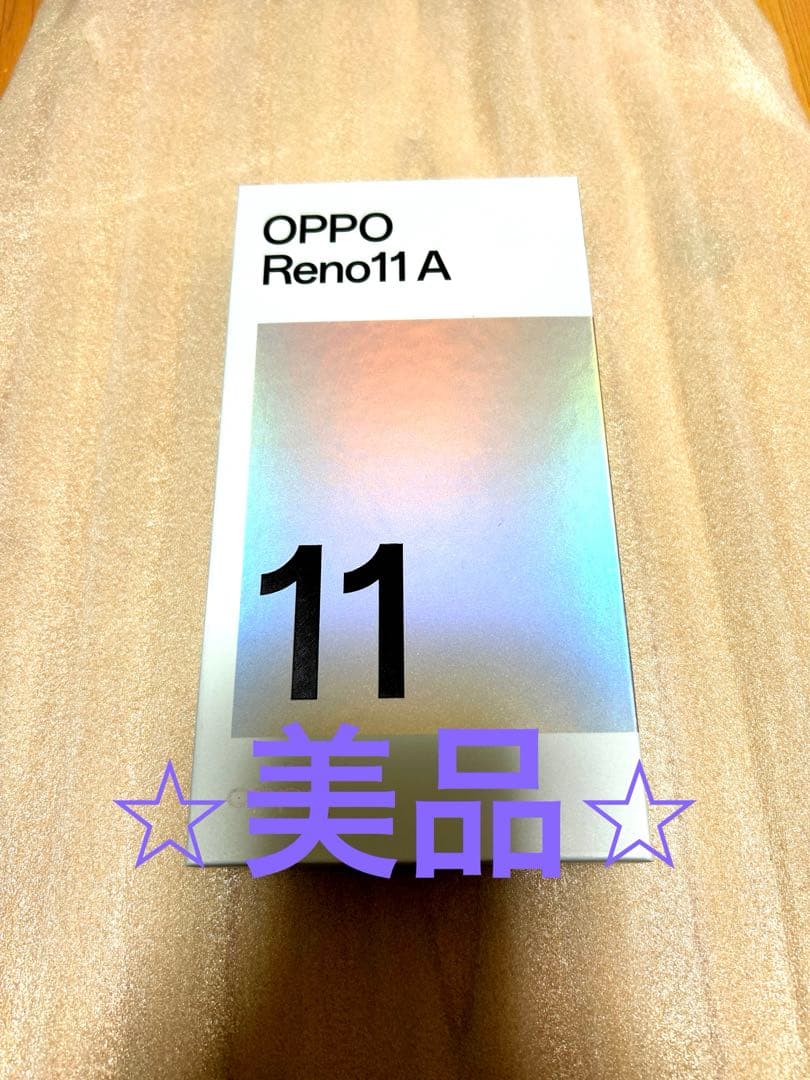 OPPO
Reno11 A
11
☆美品☆